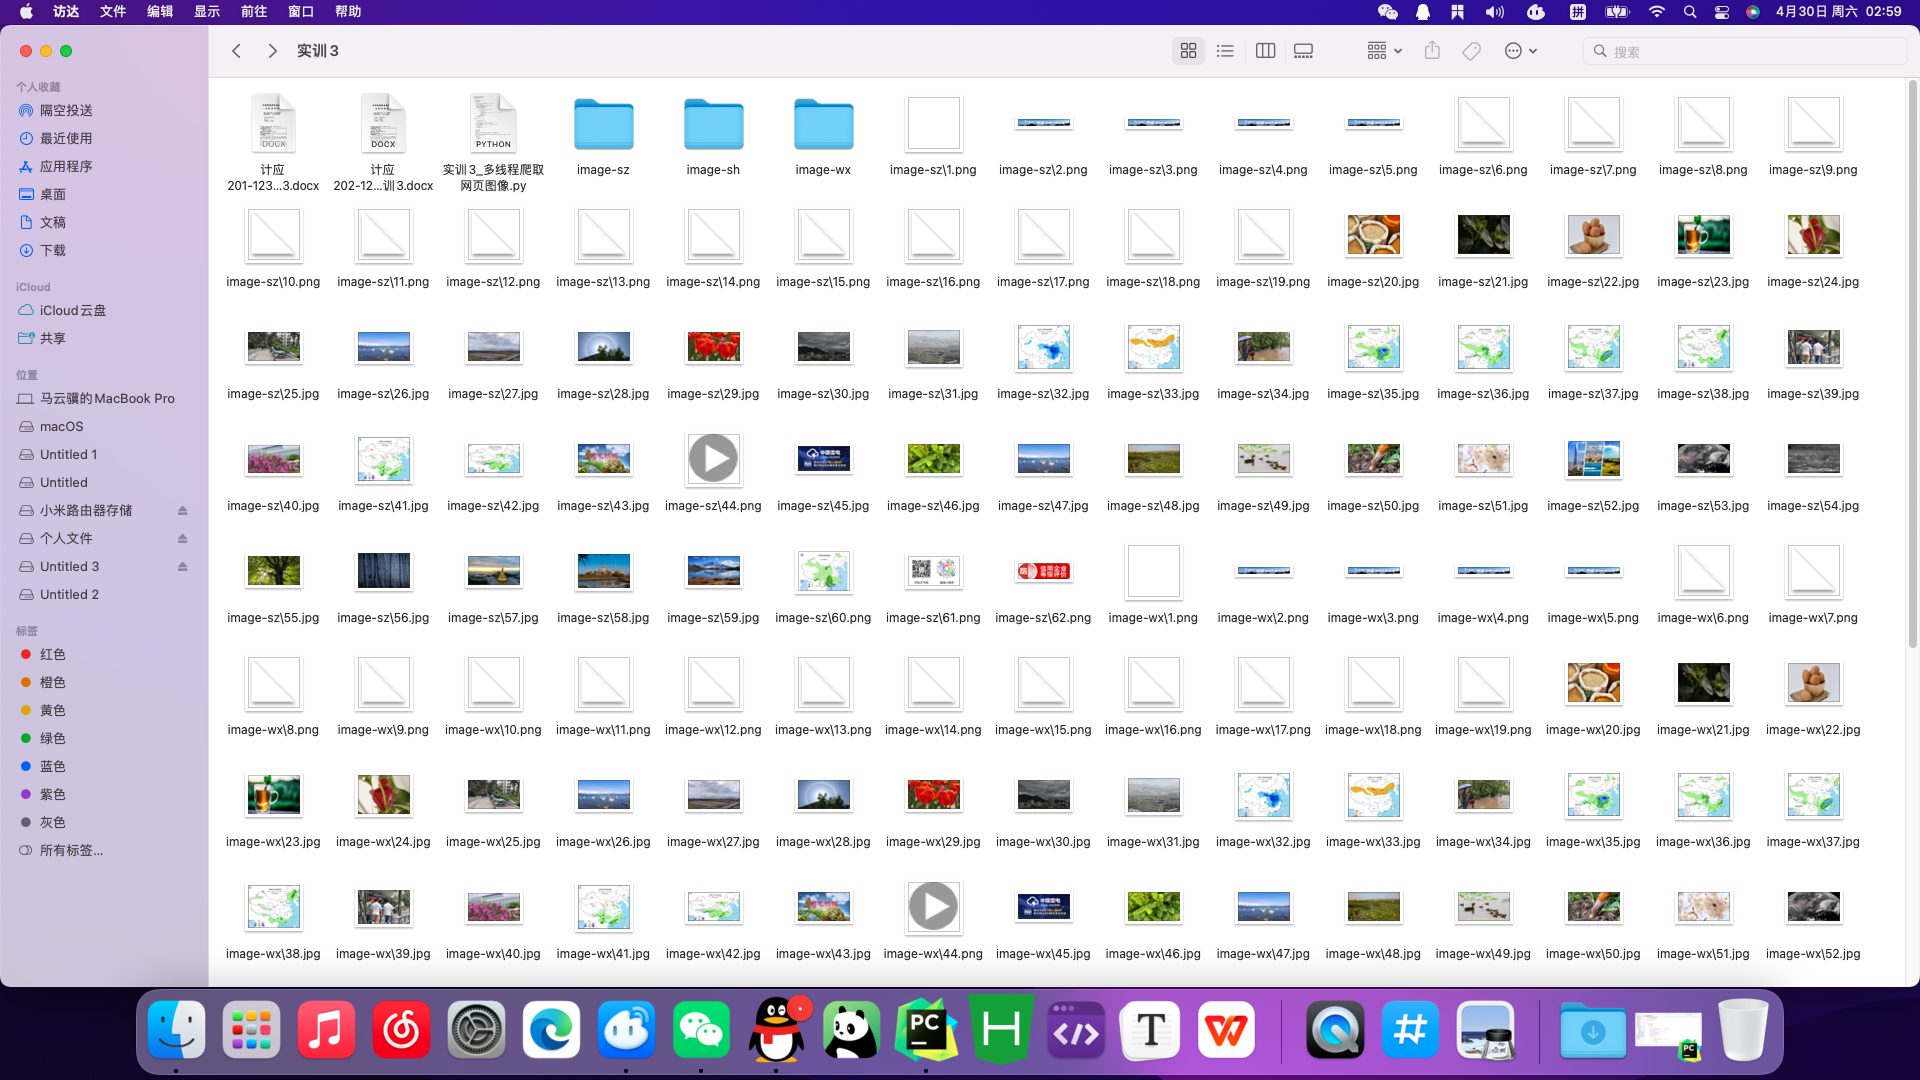 访达 文件 编辑 显示 前往 窗口 帮助
拼
4月30日 周六 02:59
实训3
搜索
个人收藏
隔空投送
最近使用
应用程序
桌面
文稿
下载
iCloud
iCloud云盘
共享
位置
马云骥的MacBook Pro
macOS
Untitled 1
Untitled
小米路由器存储
个人文件
Untitled 3
Untitled 2
标签
红色
橙色
黄色
绿色
蓝色
紫色
灰色
所有标签...
DOCX DOCX PYTHON
计应 计应 实训3_多线程爬取 image-sz image-sh image-wx image-sz\1.png image-sz\2.png image-sz\3.png image-sz\4.png image-sz\5.png image-sz\6.png image-sz\7.png image-sz\8.png image-sz\9.png
201-123...3.docx 202-12...训3.docx 网页图像.py
image-sz\10.png image-sz\11.png image-sz\12.png image-sz\13.png image-sz\14.png image-sz\15.png image-sz\16.png image-sz\17.png image-sz\18.png image-sz\19.png image-sz\20.jpg image-sz\21.jpg image-sz\22.jpg image-sz\23.jpg image-sz\24.jpg
image-sz\25.jpg image-sz\26.jpg image-sz\27.jpg image-sz\28.jpg image-sz\29.jpg image-sz\30.jpg image-sz\31.jpg image-sz\32.jpg image-sz\33.jpg image-sz\34.jpg image-sz\35.jpg image-sz\36.jpg image-sz\37.jpg image-sz\38.jpg image-sz\39.jpg
中国雷电
image-sz\40.jpg image-sz\41.jpg image-sz\42.jpg image-sz\43.jpg image-sz\44.png image-sz\45.jpg image-sz\46.jpg image-sz\47.jpg image-sz\48.jpg image-sz\49.jpg image-sz\50.jpg image-sz\51.jpg image-sz\52.jpg image-sz\53.jpg image-sz\54.jpg
信用企业
等级评价
image-sz\55.jpg image-sz\56.jpg image-sz\57.jpg image-sz\58.jpg image-sz\59.jpg image-sz\60.png image-sz\61.png image-sz\62.png image-wx\1.png image-wx\2.png image-wx\3.png image-wx\4.png image-wx\5.png image-wx\6.png image-wx\7.png
image-wx\8.png image-wx\9.png image-wx\10.png image-wx\11.png image-wx\12.png image-wx\13.png image-wx\14.png image-wx\15.png image-wx\16.png image-wx\17.png image-wx\18.png image-wx\19.png image-wx\20.jpg image-wx\21.jpg image-wx\22.jpg
image-wx\23.jpg image-wx\24.jpg image-wx\25.jpg image-wx\26.jpg image-wx\27.jpg image-wx\28.jpg image-wx\29.jpg image-wx\30.jpg image-wx\31.jpg image-wx\32.jpg image-wx\33.jpg image-wx\34.jpg image-wx\35.jpg image-wx\36.jpg image-wx\37.jpg
中国雷电
image-wx\38.jpg image-wx\39.jpg image-wx\40.jpg image-wx\41.jpg image-wx\42.jpg image-wx\43.jpg image-wx\44.png image-wx\45.jpg image-wx\46.jpg image-wx\47.jpg image-wx\48.jpg image-wx\49.jpg image-wx\50.jpg image-wx\51.jpg image-wx\52.jpg
PC H T W # PC